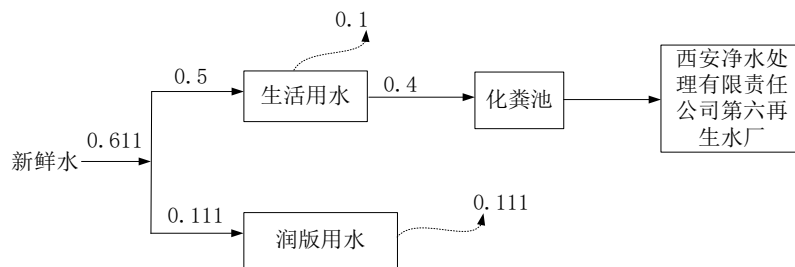 0.1
0.5
生活用水
0.4
化粪池
西安净水处
理有限责任
公司第六再
生水厂
新鲜水
0.611
0.111
润版用水
0.111